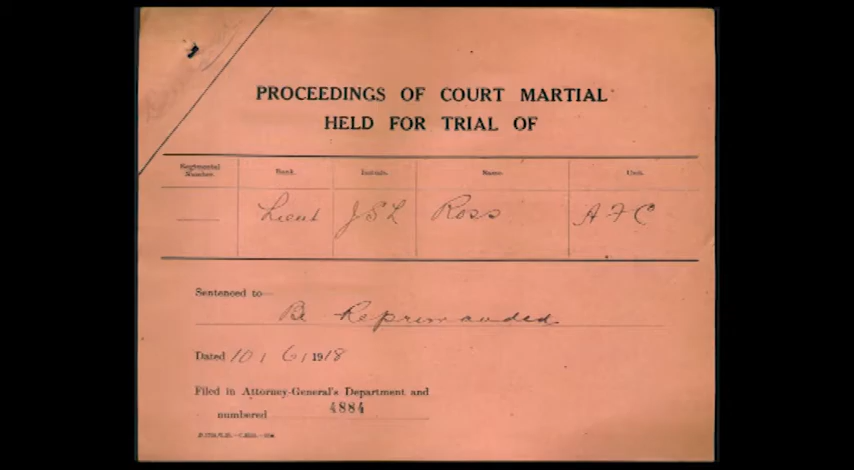 PROCEEDINGS OF COURT MARTIAL
HELD FOR TRIAL OF
Regimental Number. Rank. Initials. Name. Unit.
Lieut J S L Ross A F C
Sentenced to—
Be Reprimanded
Dated 10/6/1918
Filed in Attorney-General's Department and
numbered 4884